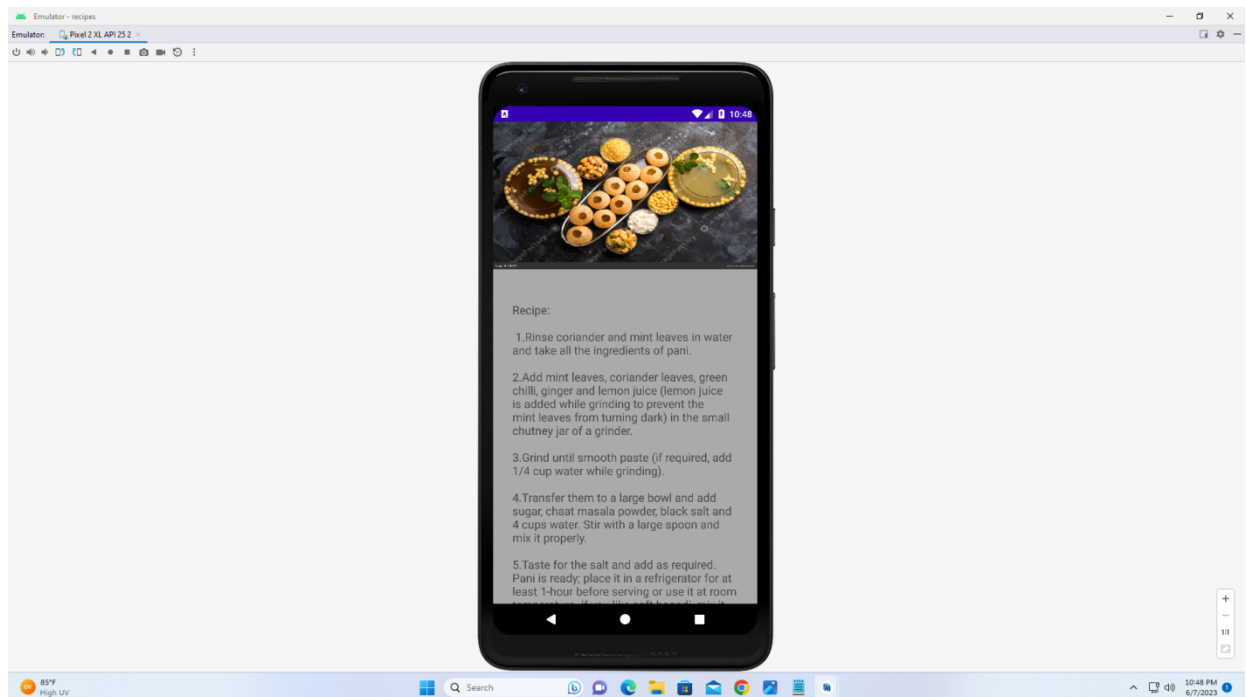 Emulator - recipes
Emulator: Pixel 2 XL API 25 2
10:48
Recipe:
1.Rinse coriander and mint leaves in water
and take all the ingredients of pani.
2.Add mint leaves, coriander leaves, green
chilli, ginger and lemon juice (lemon juice
is added while grinding to prevent the
mint leaves from turning dark) in the small
chutney jar of a grinder.
3.Grind until smooth paste (if required, add
1/4 cup water while grinding).
4.Transfer them to a large bowl and add
sugar, chaat masala powder, black salt and
4 cups water. Stir with a large spoon and
mix it properly.
5.Taste for the salt and add as required.
Pani is ready; place it in a refrigerator for at
least 1-hour before serving or use it at room
1:1
85°F
High UV
Search
10:48 PM
6/7/2023